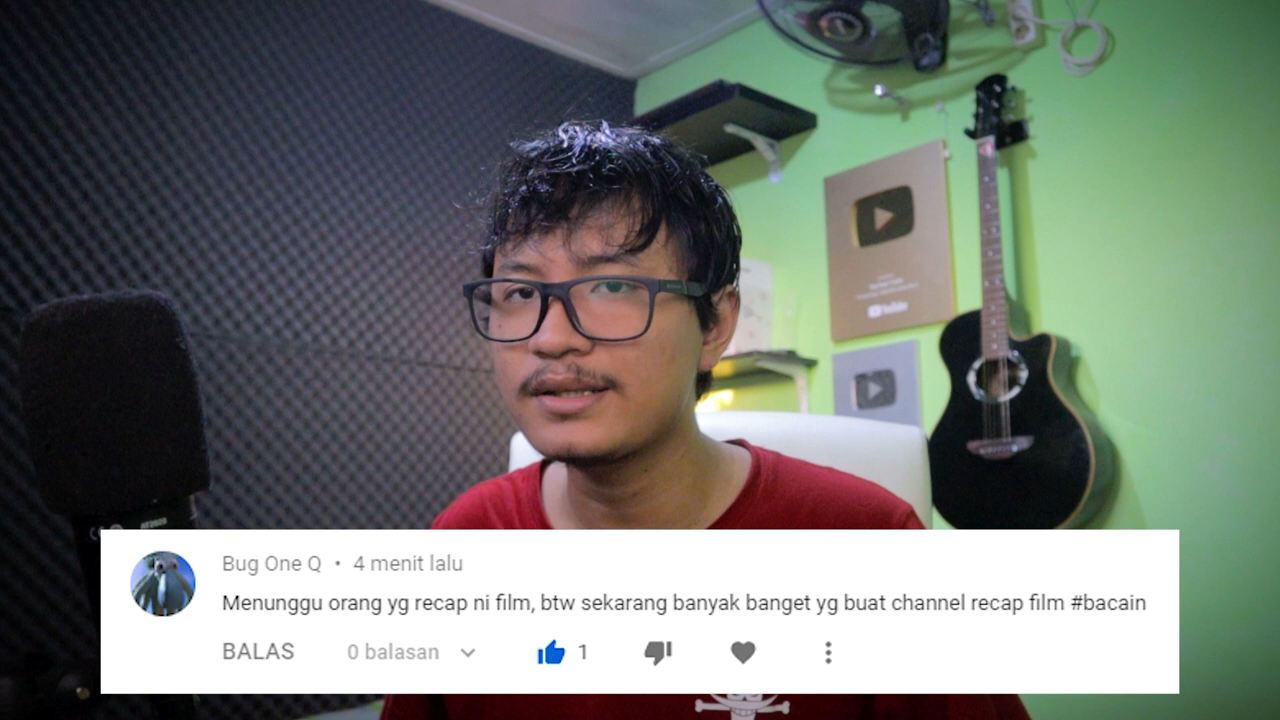 YouTube
Bug One Q • 4 menit lalu
Menunggu orang yg recap ni film, btw sekarang banyak banget yg buat channel recap film #bacain
BALAS 0 balasan 1